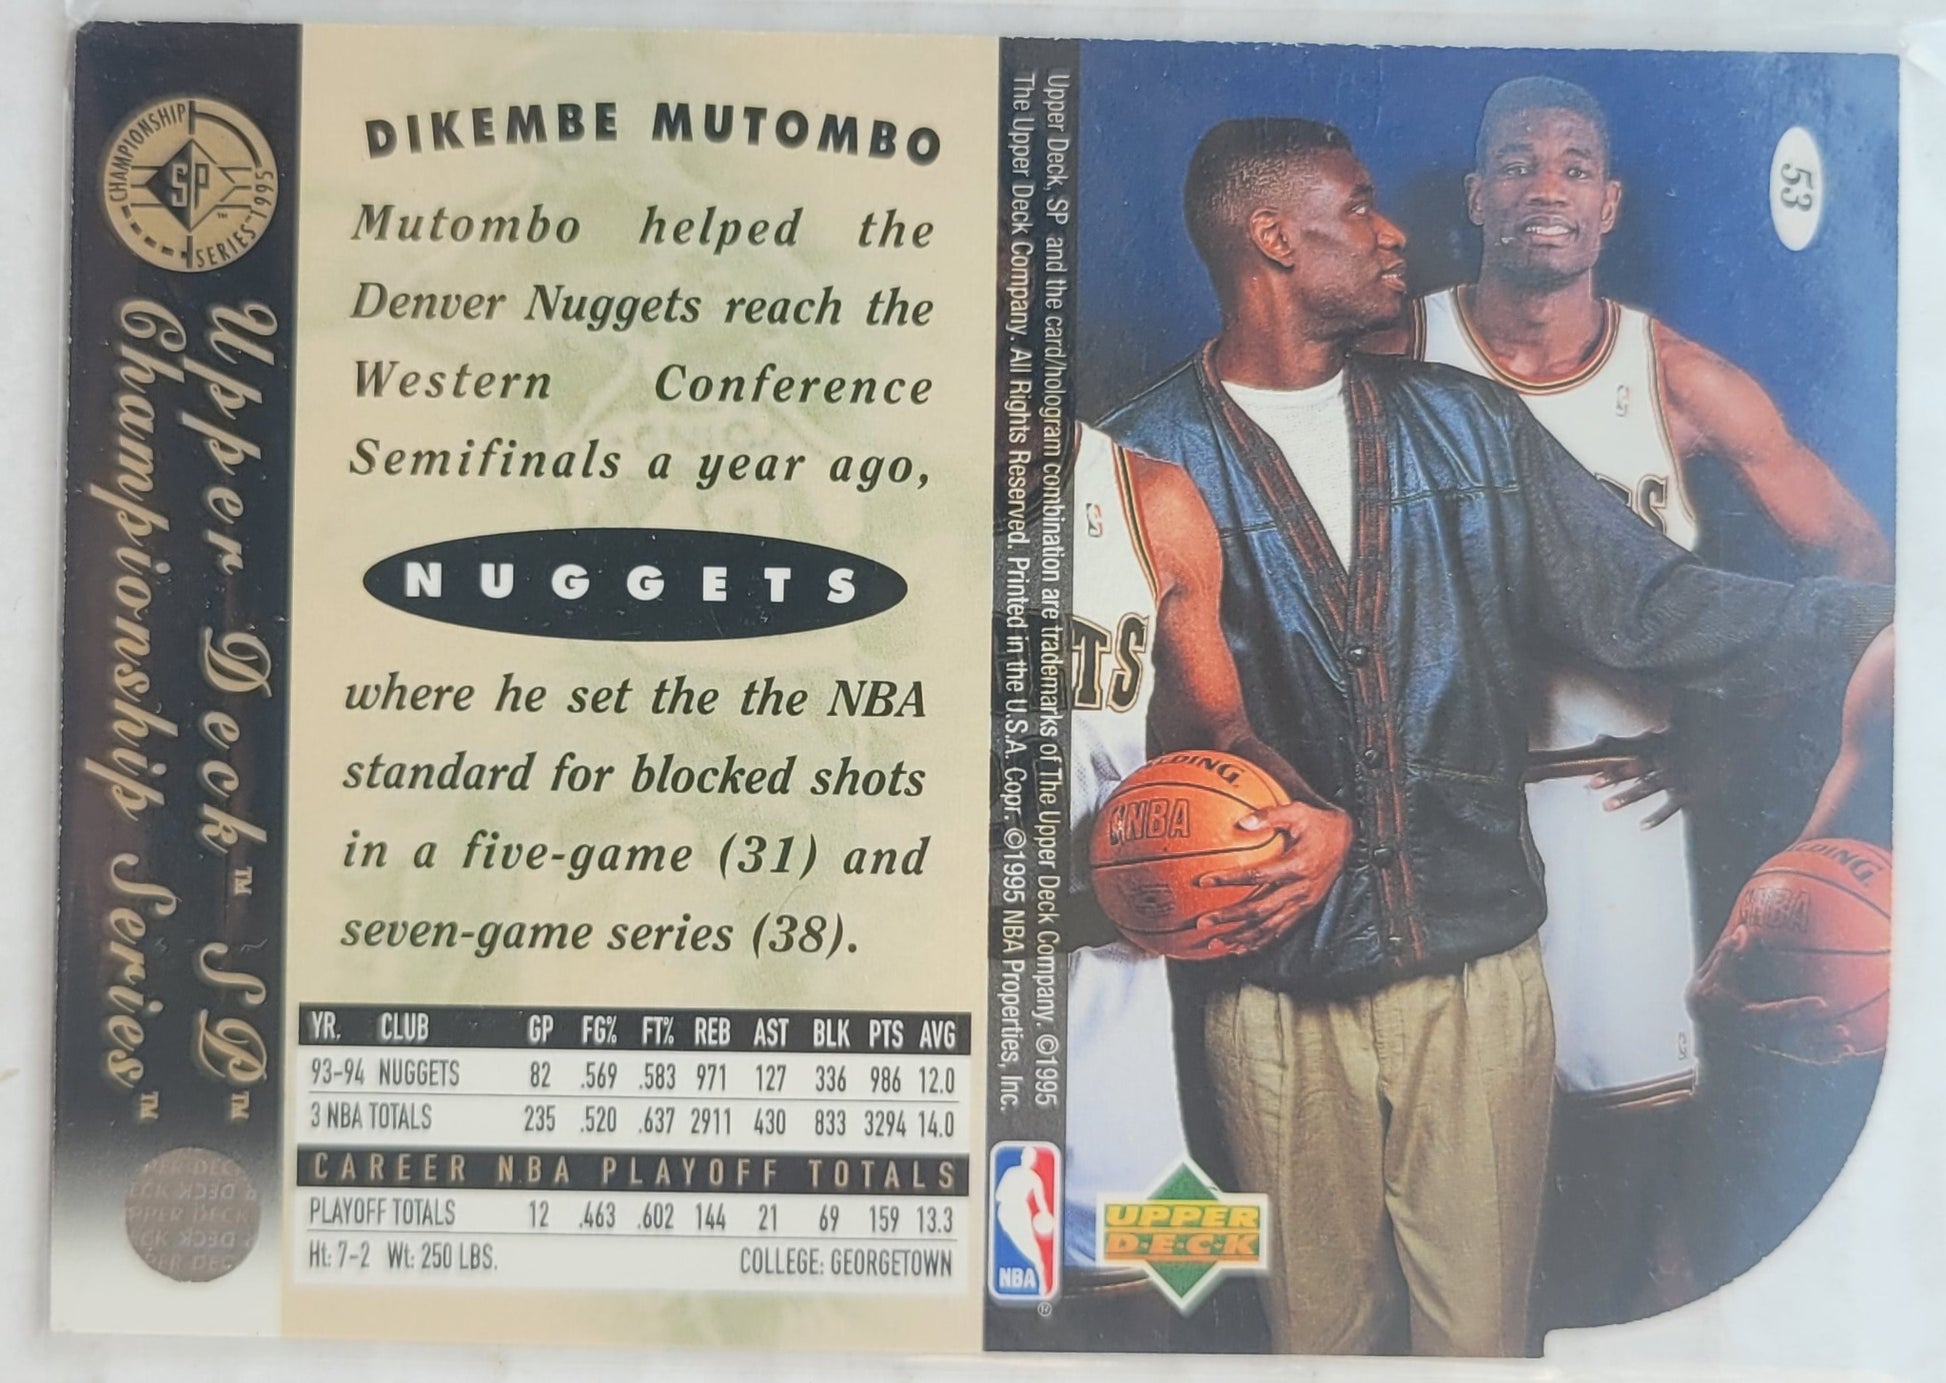 CHAMPIONSHIP
SP™
SERIES 1995
Upper Deck™ SP™
Championship Series™
DIKEMBE MUTOMBO
Mutombo helped the
Denver Nuggets reach the
Western Conference
Semifinals a year ago,
NUGGETS
where he set the the NBA
standard for blocked shots
in a five-game (31) and
seven-game series (38).
YR. CLUB GP FG% FT% REB AST BLK PTS AVG
93-94 NUGGETS 82 .569 .583 971 127 336 986 12.0
3 NBA TOTALS 235 .520 .637 2911 430 833 3294 14.0
CAREER NBA PLAYOFF TOTALS
PLAYOFF TOTALS 12 .463 .602 144 21 69 159 13.3
Ht: 7-2 Wt: 250 LBS. COLLEGE: GEORGETOWN
Upper Deck, SP and the card/hologram combination are trademarks of The Upper Deck Company. ©1995
The Upper Deck Company. All Rights Reserved. Printed in the U.S.A. Copr. ©1995 NBA Properties, Inc.
NBA
®
UPPER
DECK
53
TS
NBA